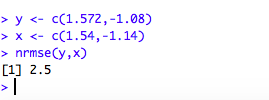 > y <- c(1.572,-1.08)
> x <- c(1.54,-1.14)
> nrmse(y,x)
[1] 2.5
>